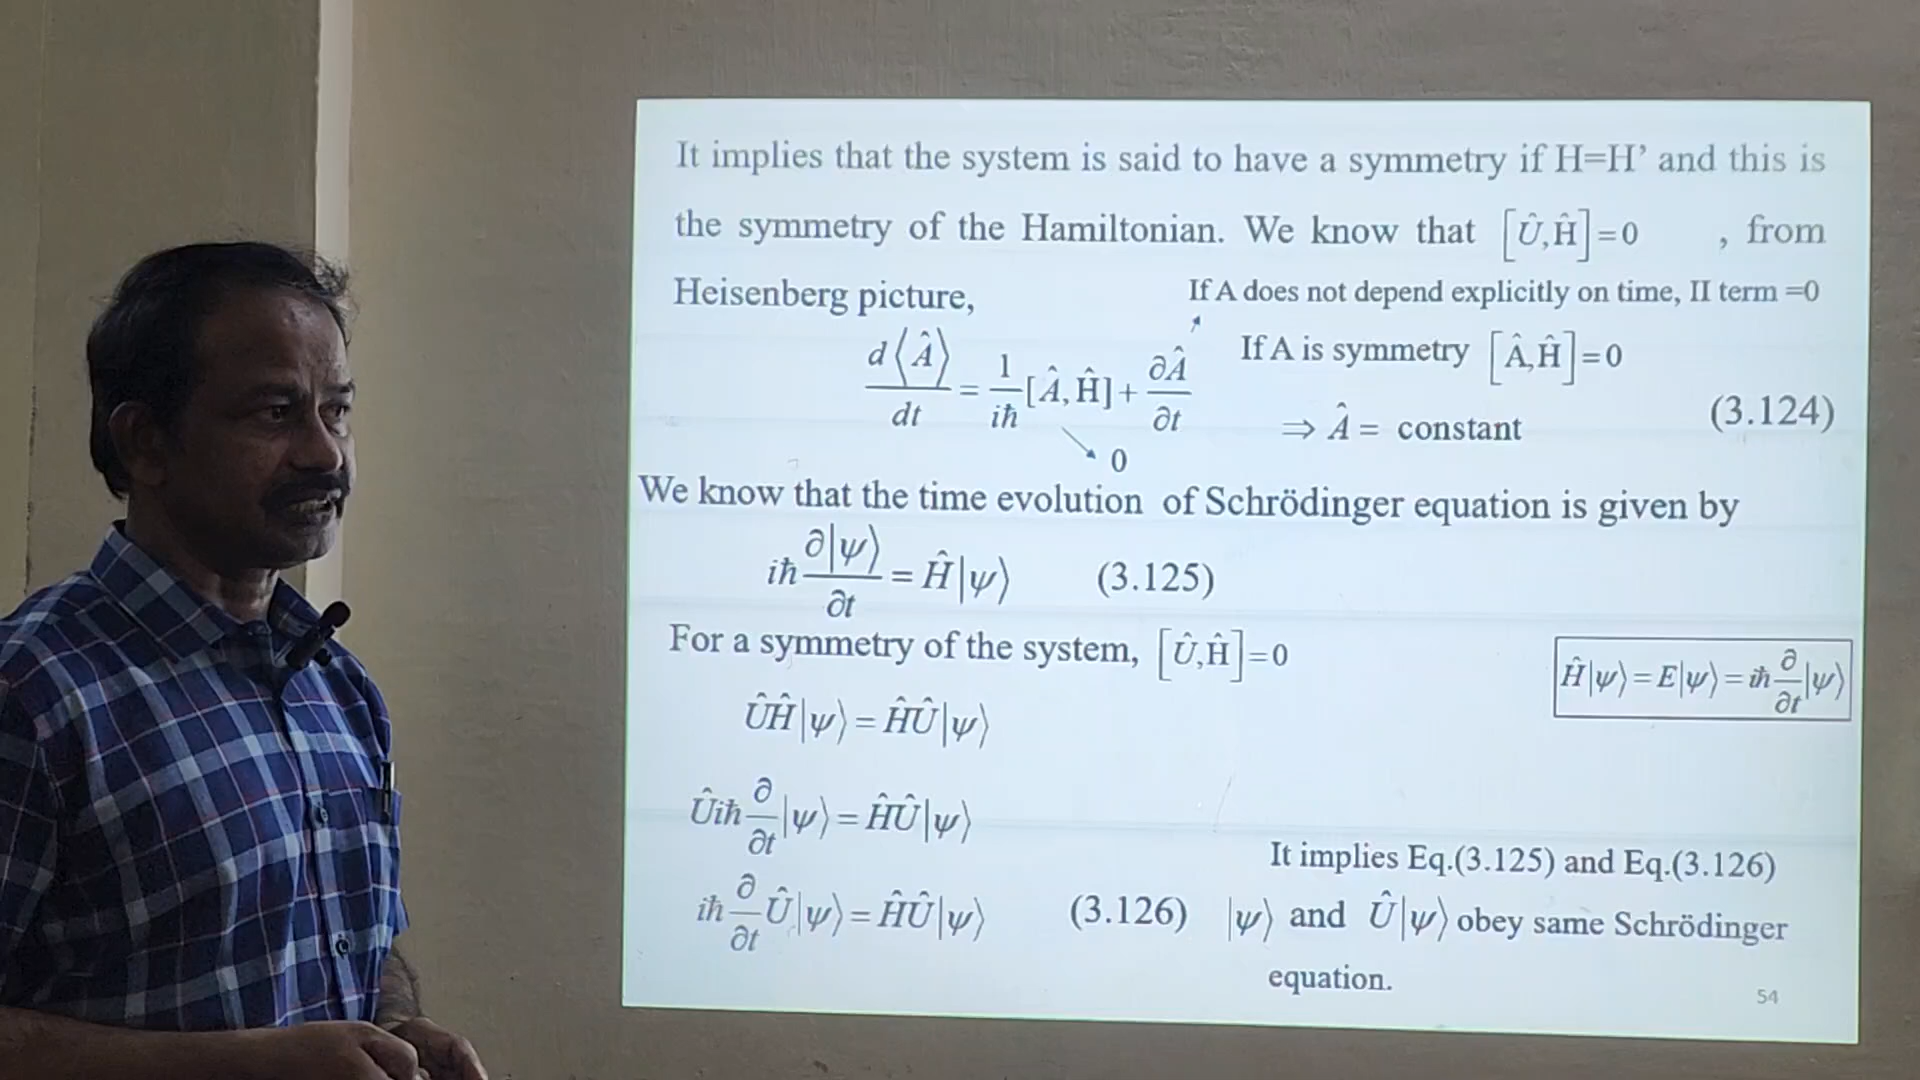 It implies that the system is said to have a symmetry if H=H’ and this is
the symmetry of the Hamiltonian. We know that [Û,Ĥ]=0 , from
Heisenberg picture,
If A does not depend explicitly on time, II term =0
d⟨Â⟩/dt = 1/iħ [Â,Ĥ] + ∂Â/∂t
If A is symmetry [Â,Ĥ]=0
⇒ Â = constant
(3.124)
0
We know that the time evolution of Schrödinger equation is given by
iħ ∂|ψ⟩/∂t = Ĥ|ψ⟩ (3.125)
For a symmetry of the system, [Û,Ĥ]=0
Ĥ|ψ⟩=E|ψ⟩=iħ ∂/∂t |ψ⟩
ÛĤ|ψ⟩=ĤÛ|ψ⟩
Ûiħ ∂/∂t |ψ⟩=ĤÛ|ψ⟩
iħ ∂/∂t Û|ψ⟩=ĤÛ|ψ⟩ (3.126)
It implies Eq.(3.125) and Eq.(3.126)
|ψ⟩ and Û|ψ⟩ obey same Schrödinger
equation.
54